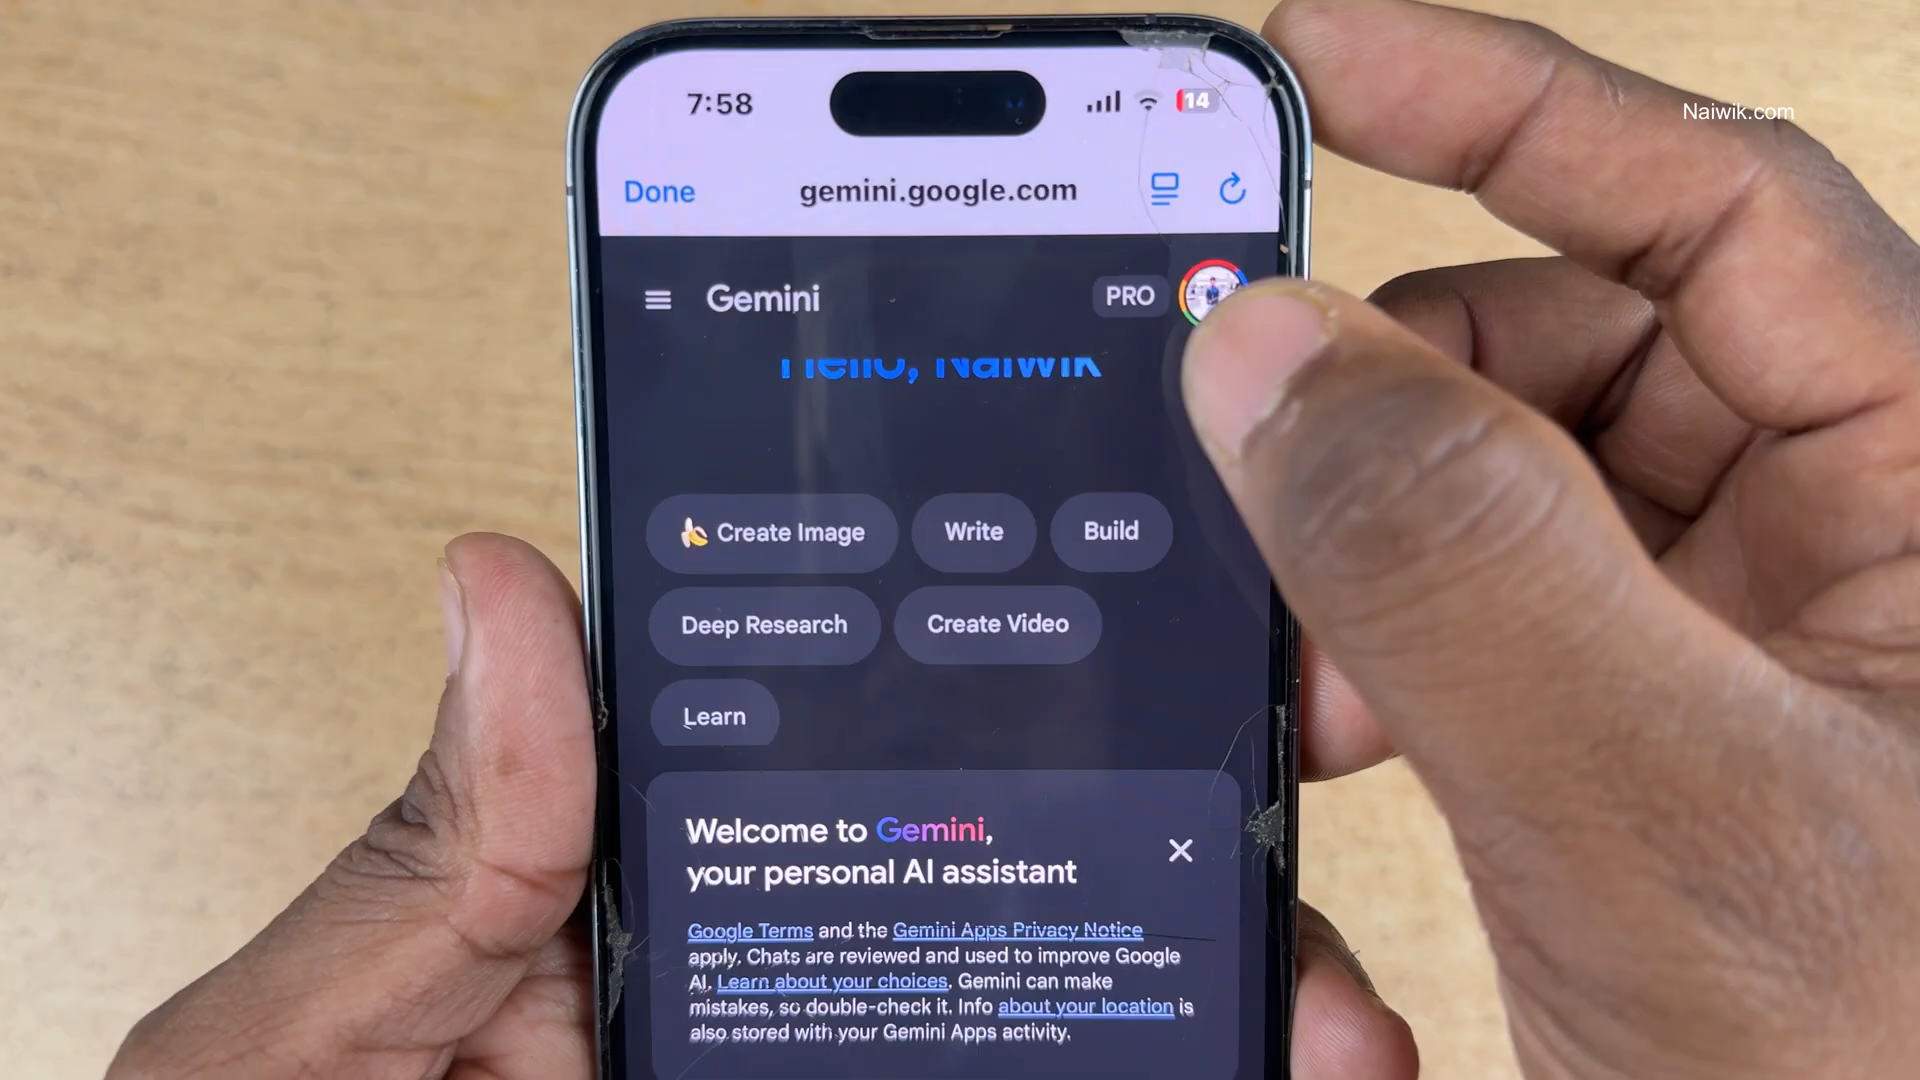 7:58
14
Naiwik.com
Done
gemini.google.com
Gemini
PRO
Hello, Naiwik
Create Image
Write
Build
Deep Research
Create Video
Learn
Welcome to Gemini,
your personal AI assistant
Google Terms and the Gemini Apps Privacy Notice
apply. Chats are reviewed and used to improve Google
AI. Learn about your choices. Gemini can make
mistakes, so double-check it. Info about your location is
also stored with your Gemini Apps activity.